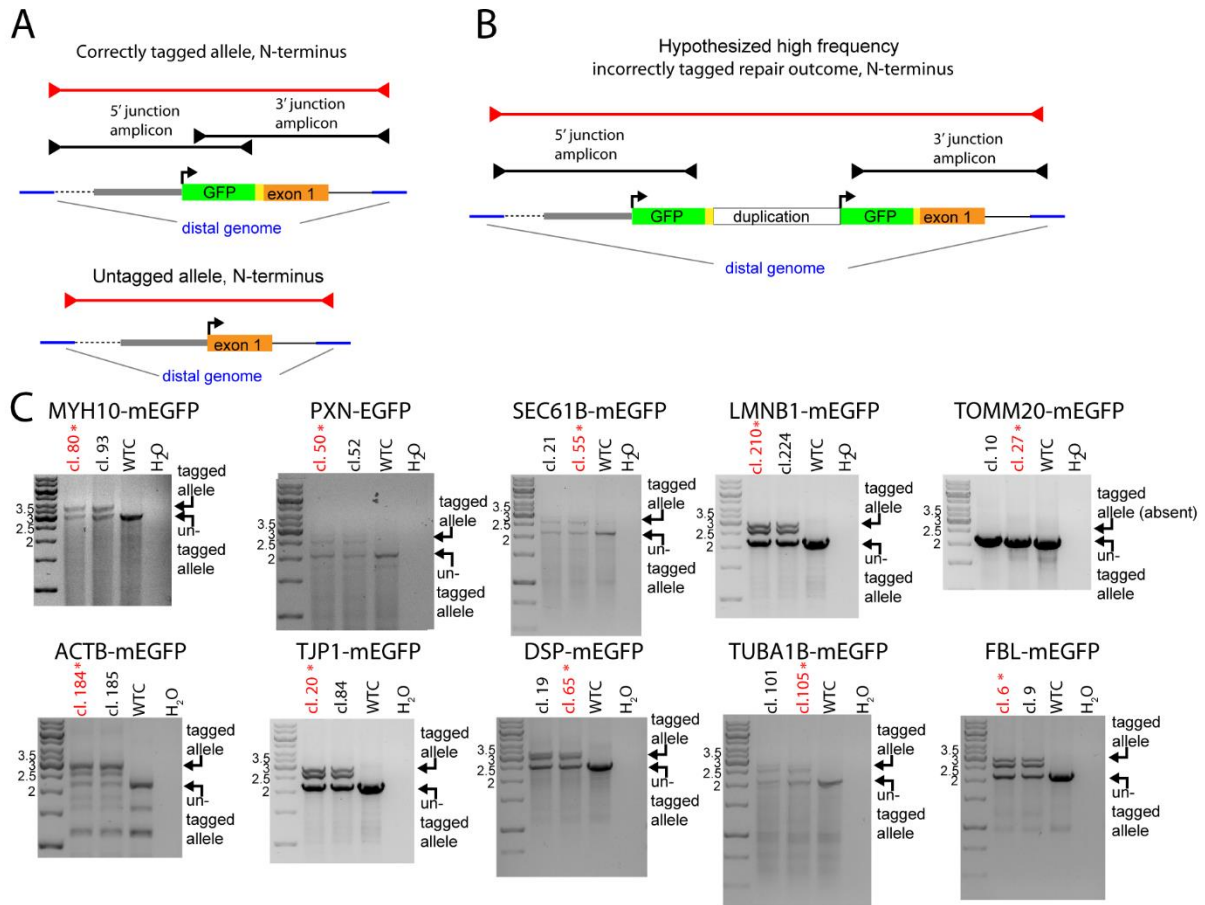 A
Correctly tagged allele, N-terminus
5' junction
amplicon
3' junction
amplicon
GFP
exon 1
distal genome
Untagged allele, N-terminus
exon 1
distal genome
B
Hypothesized high frequency
incorrectly tagged repair outcome, N-terminus
5' junction
amplicon
3' junction
amplicon
GFP
duplication
GFP
exon 1
distal genome
C
MYH10-mEGFP
cl. 80 *
cl. 93
WTC
H2O
3.5
3
2.5
2
tagged
allele
un-
tagged
allele
PXN-EGFP
cl. 50 *
cl.52
WTC
H2O
3.5
3
2.5
2
tagged
allele
un-
tagged
allele
SEC61B-mEGFP
cl. 21
cl. 55 *
WTC
H2O
3.5
3
2.5
2
tagged
allele
un-
tagged
allele
LMNB1-mEGFP
cl. 210 *
cl.224
WTC
H2O
3.5
3
2.5
2
tagged
allele
un-
tagged
allele
TOMM20-mEGFP
cl. 10
cl. 27 *
WTC
H2O
3.5
3
2.5
2
tagged
allele (absent)
un-
tagged
allele
ACTB-mEGFP
cl. 184 *
cl. 185
WTC
H2O
3.5
3
2.5
2
tagged
allele
un-
tagged
allele
TJP1-mEGFP
cl. 20 *
cl.84
WTC
H2O
3.5
3
2.5
2
tagged
allele
un-
tagged
allele
DSP-mEGFP
cl. 19
cl. 65 *
WTC
H2O
3.5
3
2.5
2
tagged
allele
un-
tagged
allele
TUBA1B-mEGFP
cl. 101
cl.105 *
WTC
H2O
3.5
3
2.5
2
tagged
allele
un-
tagged
allele
FBL-mEGFP
cl. 6 *
cl. 9
WTC
H2O
3.5
3
2.5
2
tagged
allele
un-
tagged
allele